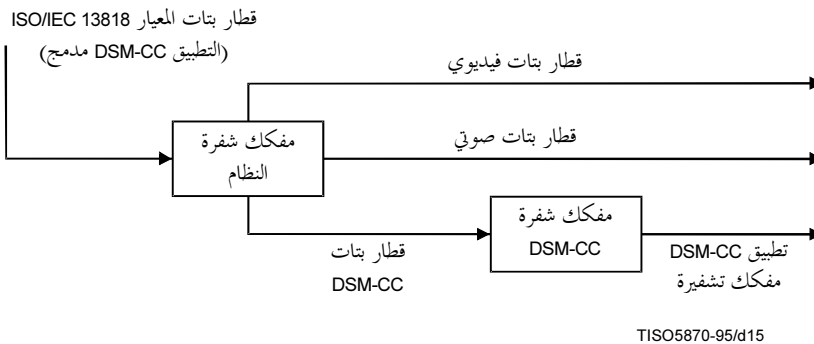 قطار بتات المعيار ISO/IEC 13818
(التطبيق DSM-CC مدمج)
قطار بتات فيديوي
مفكك شفرة
النظام
قطار بتات صوتي
مفكك شفرة
DSM-CC
قطار بتات
DSM-CC
تطبيق DSM-CC
مفكك تشفيرة
TISO5870-95/d15